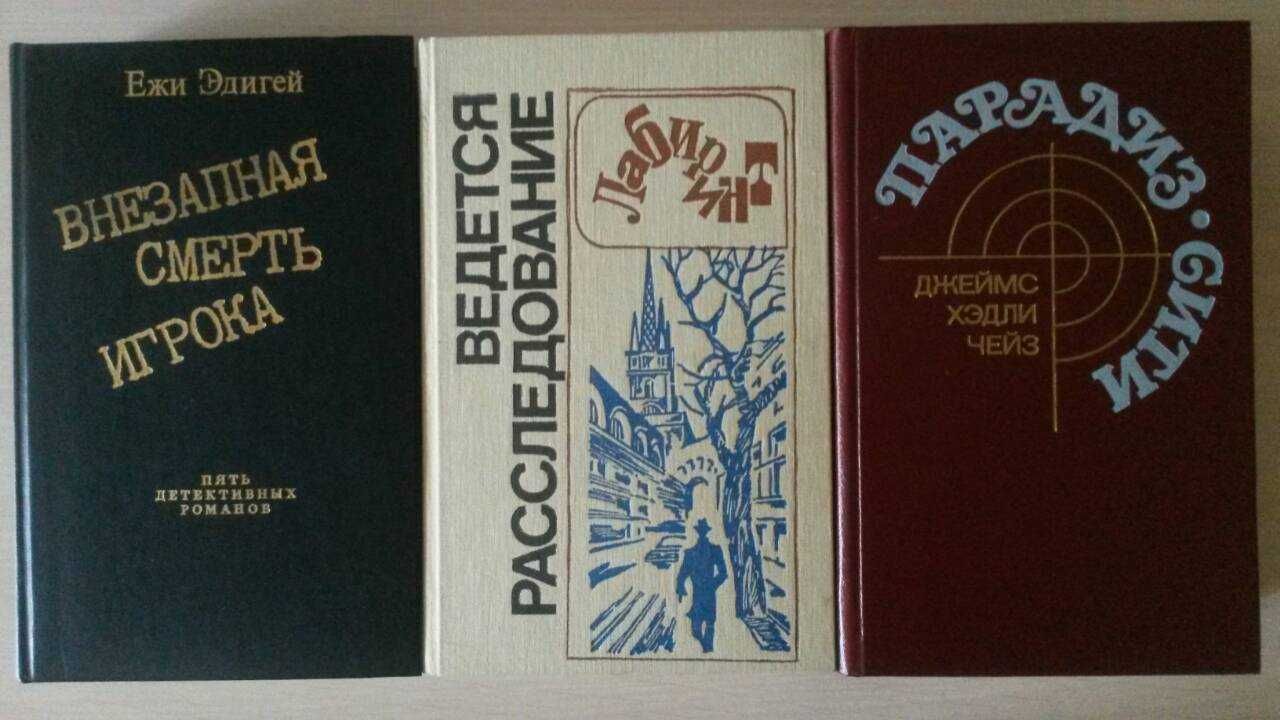 Ежи Эдигей
ВНЕЗАПНАЯ
СМЕРТЬ
ИГРОКА
ПЯТЬ
ДЕТЕКТИВНЫХ
РОМАНОВ
ВЕДЕТСЯ
РАССЛЕДОВАНИЕ
Лабиринт
ПАРАДИЗ·СИТИ
ДЖЕЙМС
ХЭДЛИ
ЧЕЙЗ